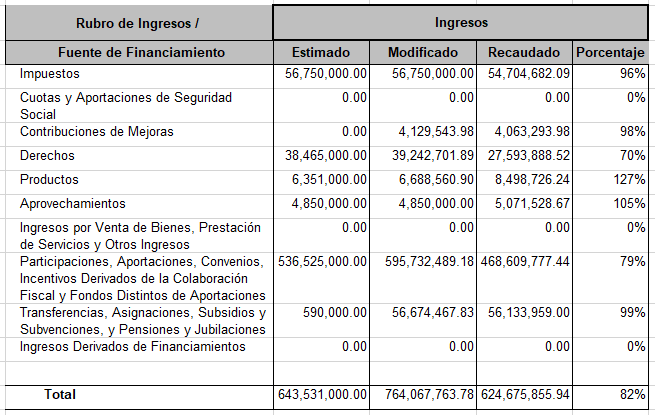 Rubro de Ingresos / Ingresos
Fuente de Financiamiento Estimado Modificado Recaudado Porcentaje
Impuestos 56,750,000.00 56,750,000.00 54,704,682.09 96%
Cuotas y Aportaciones de Seguridad 0.00 0.00 0.00 0%
Social
Contribuciones de Mejoras 0.00 4,129,543.98 4,063,293.98 98%
Derechos 38,465,000.00 39,242,701.89 27,593,888.52 70%
Productos 6,351,000.00 6,688,560.90 8,498,726.24 127%
Aprovechamientos 4,850,000.00 4,850,000.00 5,071,528.67 105%
Ingresos por Venta de Bienes, Prestación 0.00 0.00 0.00 0%
de Servicios y Otros Ingresos
Participaciones, Aportaciones, Convenios, 536,525,000.00 595,732,489.18 468,609,777.44 79%
Incentivos Derivados de la Colaboración
Fiscal y Fondos Distintos de Aportaciones
Transferencias, Asignaciones, Subsidios y 590,000.00 56,674,467.83 56,133,959.00 99%
Subvenciones, y Pensiones y Jubilaciones
Ingresos Derivados de Financiamientos 0.00 0.00 0.00 0%
Total 643,531,000.00 764,067,763.78 624,675,855.94 82%